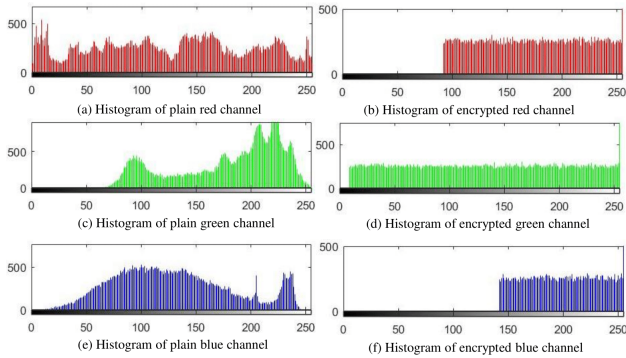 500
0
0 50 100 150 200 250
(a) Histogram of plain red channel
500
0
0 50 100 150 200 250
(b) Histogram of encrypted red channel
500
0
0 50 100 150 200 250
(c) Histogram of plain green channel
500
0
0 50 100 150 200 250
(d) Histogram of encrypted green channel
500
0
0 50 100 150 200 250
(e) Histogram of plain blue channel
500
0
0 50 100 150 200 250
(f) Histogram of encrypted blue channel